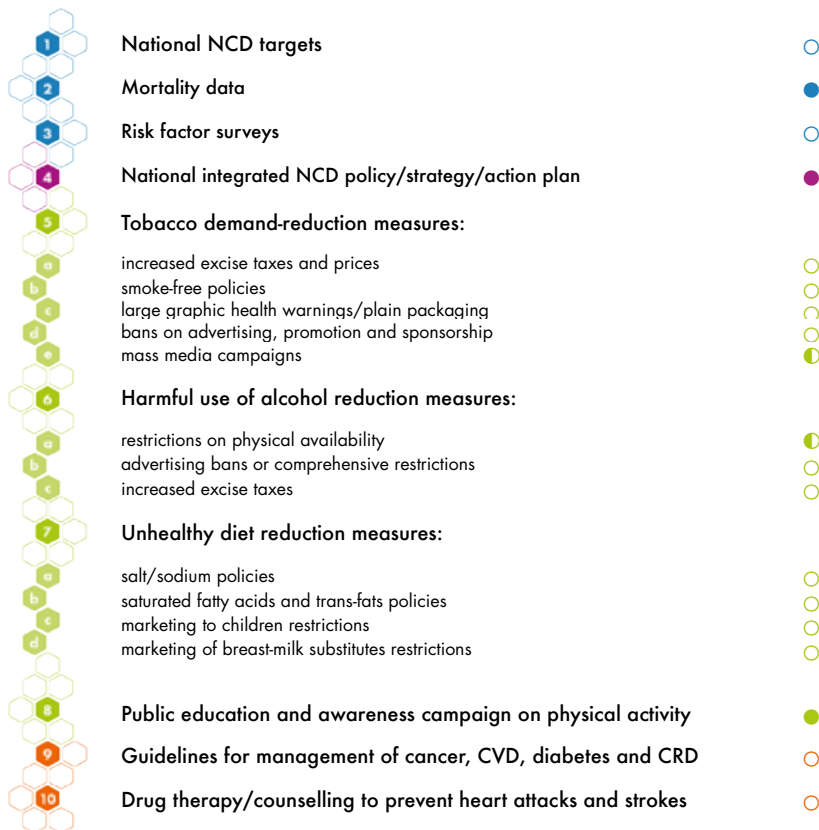 1 National NCD targets
2 Mortality data
3 Risk factor surveys
4 National integrated NCD policy/strategy/action plan
5 Tobacco demand-reduction measures:
a increased excise taxes and prices
b smoke-free policies
c large graphic health warnings/plain packaging
d bans on advertising, promotion and sponsorship
e mass media campaigns
6 Harmful use of alcohol reduction measures:
a restrictions on physical availability
b advertising bans or comprehensive restrictions
c increased excise taxes
7 Unhealthy diet reduction measures:
a salt/sodium policies
b saturated fatty acids and trans-fats policies
c marketing to children restrictions
d marketing of breast-milk substitutes restrictions
8 Public education and awareness campaign on physical activity
9 Guidelines for management of cancer, CVD, diabetes and CRD
10 Drug therapy/counselling to prevent heart attacks and strokes